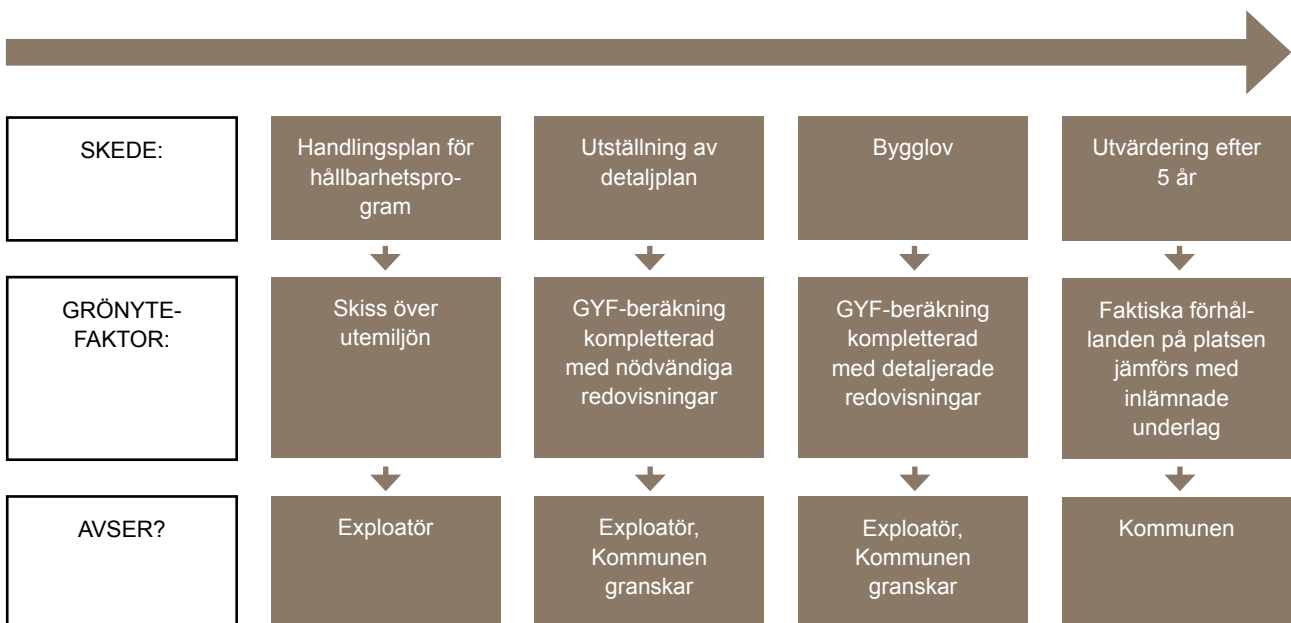 SKEDE:
Handlingsplan för
hållbarhetspro-
gram
Utställning av
detaljplan
Bygglov
Utvärdering efter
5 år
GRÖNYTE-
FAKTOR:
Skiss över
utemiljön
GYF-beräkning
kompletterad
med nödvändiga
redovisningar
GYF-beräkning
kompletterad
med detaljerade
redovisningar
Faktiska förhål-
landen på platsen
jämförs med
inlämnade
underlag
AVSER?
Exploatör
Exploatör,
Kommunen
granskar
Exploatör,
Kommunen
granskar
Kommunen